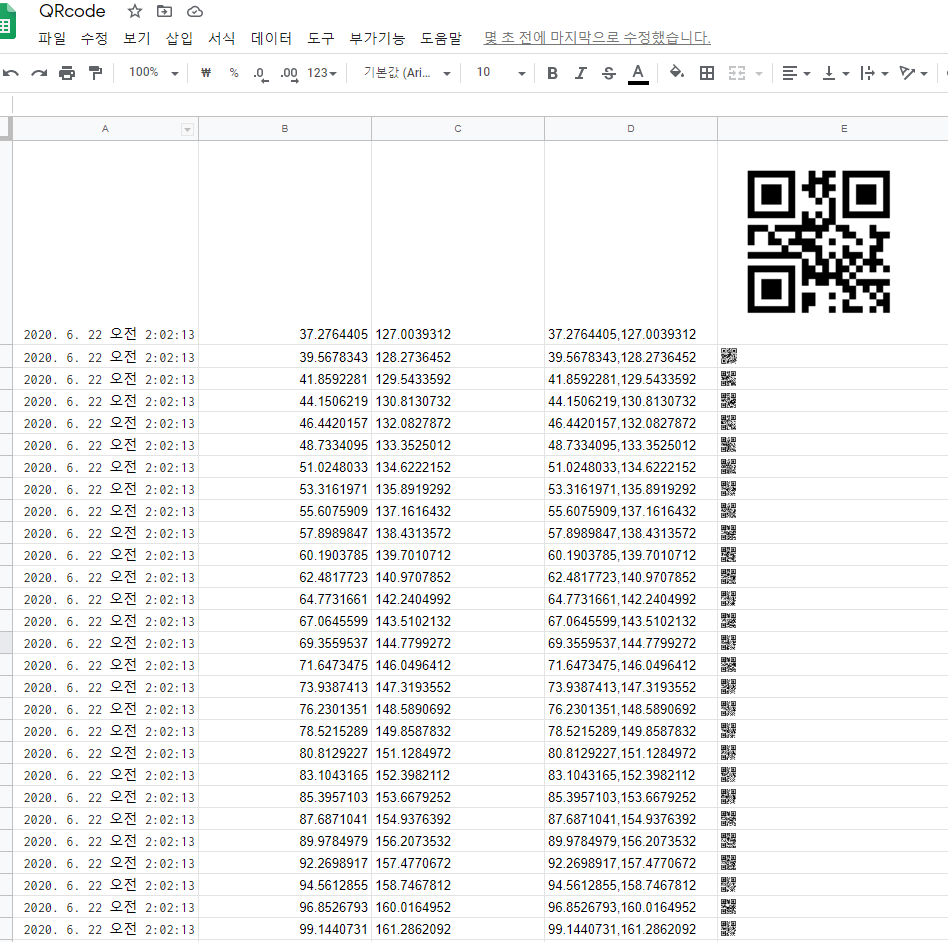 QRcode
파일 수정 보기 삽입 서식 데이터 도구 부가기능 도움말 몇 초 전에 마지막으로 수정했습니다.
100% ₩ % .0 .00 123 기본값 (Ari... 10 B I S A
A B C D E
2020. 6. 22 오전 2:02:13 37.2764405 127.0039312 37.2764405,127.0039312
2020. 6. 22 오전 2:02:13 39.5678343 128.2736452 39.5678343,128.2736452
2020. 6. 22 오전 2:02:13 41.8592281 129.5433592 41.8592281,129.5433592
2020. 6. 22 오전 2:02:13 44.1506219 130.8130732 44.1506219,130.8130732
2020. 6. 22 오전 2:02:13 46.4420157 132.0827872 46.4420157,132.0827872
2020. 6. 22 오전 2:02:13 48.7334095 133.3525012 48.7334095,133.3525012
2020. 6. 22 오전 2:02:13 51.0248033 134.6222152 51.0248033,134.6222152
2020. 6. 22 오전 2:02:13 53.3161971 135.8919292 53.3161971,135.8919292
2020. 6. 22 오전 2:02:13 55.6075909 137.1616432 55.6075909,137.1616432
2020. 6. 22 오전 2:02:13 57.8989847 138.4313572 57.8989847,138.4313572
2020. 6. 22 오전 2:02:13 60.1903785 139.7010712 60.1903785,139.7010712
2020. 6. 22 오전 2:02:13 62.4817723 140.9707852 62.4817723,140.9707852
2020. 6. 22 오전 2:02:13 64.7731661 142.2404992 64.7731661,142.2404992
2020. 6. 22 오전 2:02:13 67.0645599 143.5102132 67.0645599,143.5102132
2020. 6. 22 오전 2:02:13 69.3559537 144.7799272 69.3559537,144.7799272
2020. 6. 22 오전 2:02:13 71.6473475 146.0496412 71.6473475,146.0496412
2020. 6. 22 오전 2:02:13 73.9387413 147.3193552 73.9387413,147.3193552
2020. 6. 22 오전 2:02:13 76.2301351 148.5890692 76.2301351,148.5890692
2020. 6. 22 오전 2:02:13 78.5215289 149.8587832 78.5215289,149.8587832
2020. 6. 22 오전 2:02:13 80.8129227 151.1284972 80.8129227,151.1284972
2020. 6. 22 오전 2:02:13 83.1043165 152.3982112 83.1043165,152.3982112
2020. 6. 22 오전 2:02:13 85.3957103 153.6679252 85.3957103,153.6679252
2020. 6. 22 오전 2:02:13 87.6871041 154.9376392 87.6871041,154.9376392
2020. 6. 22 오전 2:02:13 89.9784979 156.2073532 89.9784979,156.2073532
2020. 6. 22 오전 2:02:13 92.2698917 157.4770672 92.2698917,157.4770672
2020. 6. 22 오전 2:02:13 94.5612855 158.7467812 94.5612855,158.7467812
2020. 6. 22 오전 2:02:13 96.8526793 160.0164952 96.8526793,160.0164952
2020. 6. 22 오전 2:02:13 99.1440731 161.2862092 99.1440731,161.2862092